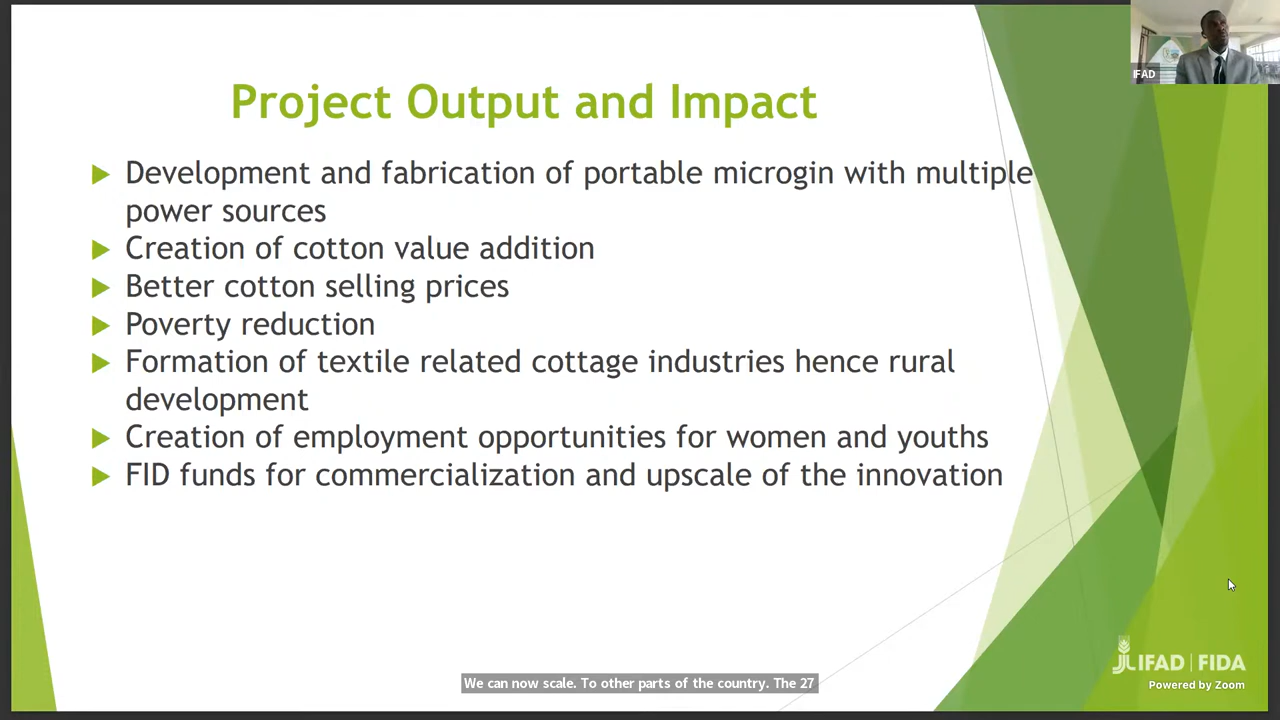 IFAD
Project Output and Impact
Development and fabrication of portable microgin with multiple
power sources
Creation of cotton value addition
Better cotton selling prices
Poverty reduction
Formation of textile related cottage industries hence rural
development
Creation of employment opportunities for women and youths
FID funds for commercialization and upscale of the innovation
IFAD | FIDA
Powered by Zoom
We can now scale. To other parts of the country. The 27